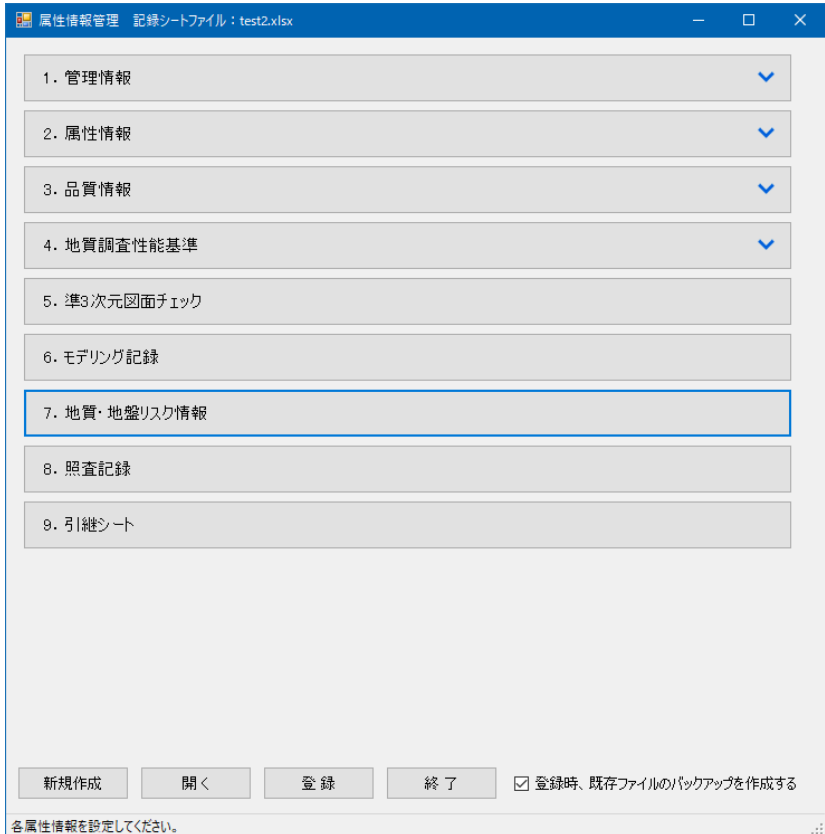 属性情報管理　記録シートファイル：test2.xlsx
1. 管理情報
2. 属性情報
3. 品質情報
4. 地質調査性能基準
5. 準3次元図面チェック
6. モデリング記録
7. 地質・地盤リスク情報
8. 照査記録
9. 引継シート
新規作成 開く 登録 終了 登録時、既存ファイルのバックアップを作成する
各属性情報を設定してください。